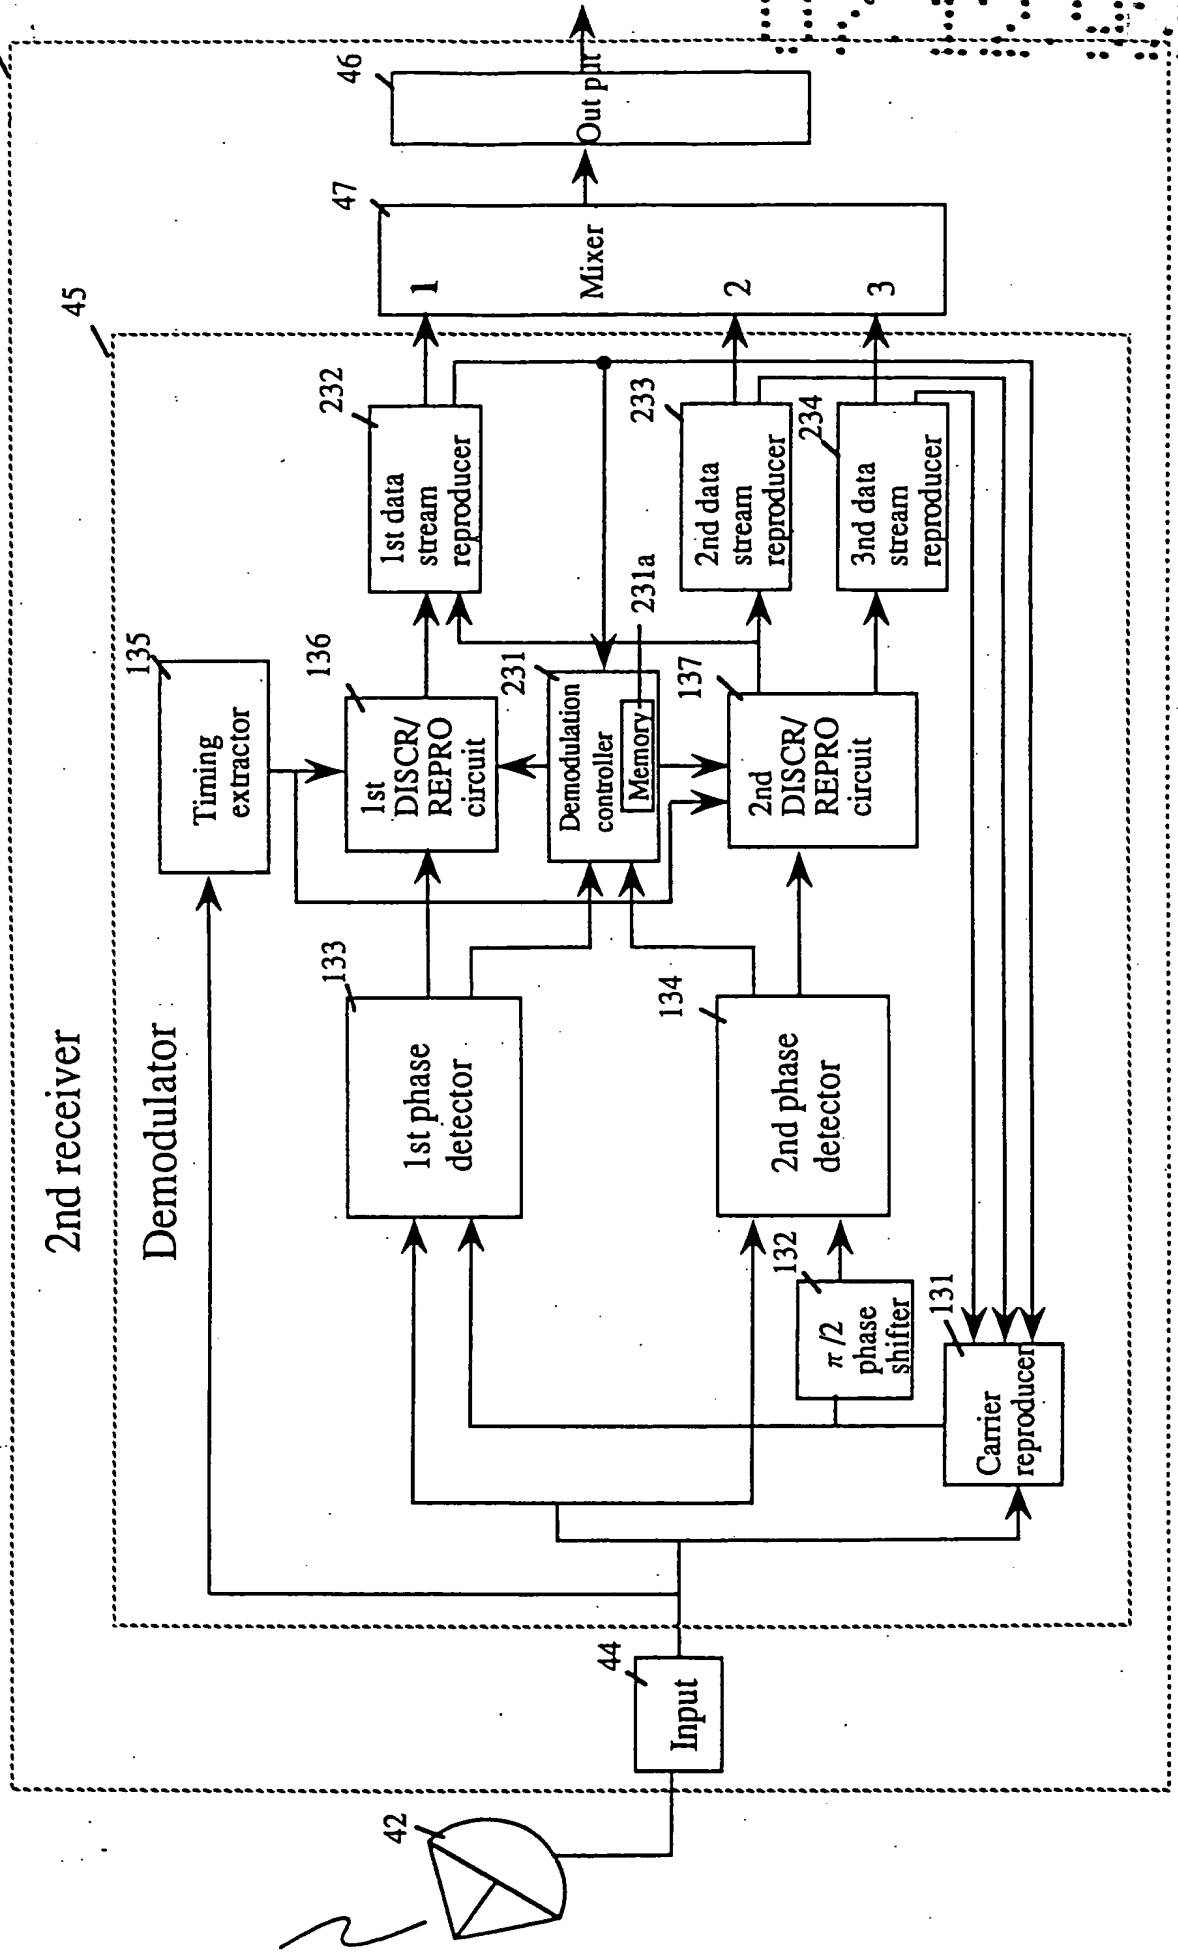 2nd receiver
Demodulator
45
42
44
Input
135
Timing
extractor
133
1st phase
detector
134
2nd phase
detector
132
π/2
phase
shifter
131
Carrier
reproducer
136
1st
DISCR/
REPRO
circuit
231
Demodulation
controller
Memory
231a
137
2nd
DISCR/
REPRO
circuit
232
1st data
stream
reproducer
233
2nd data
stream
reproducer
234
3nd data
stream
reproducer
47
1
Mixer
2
3
46
Out put